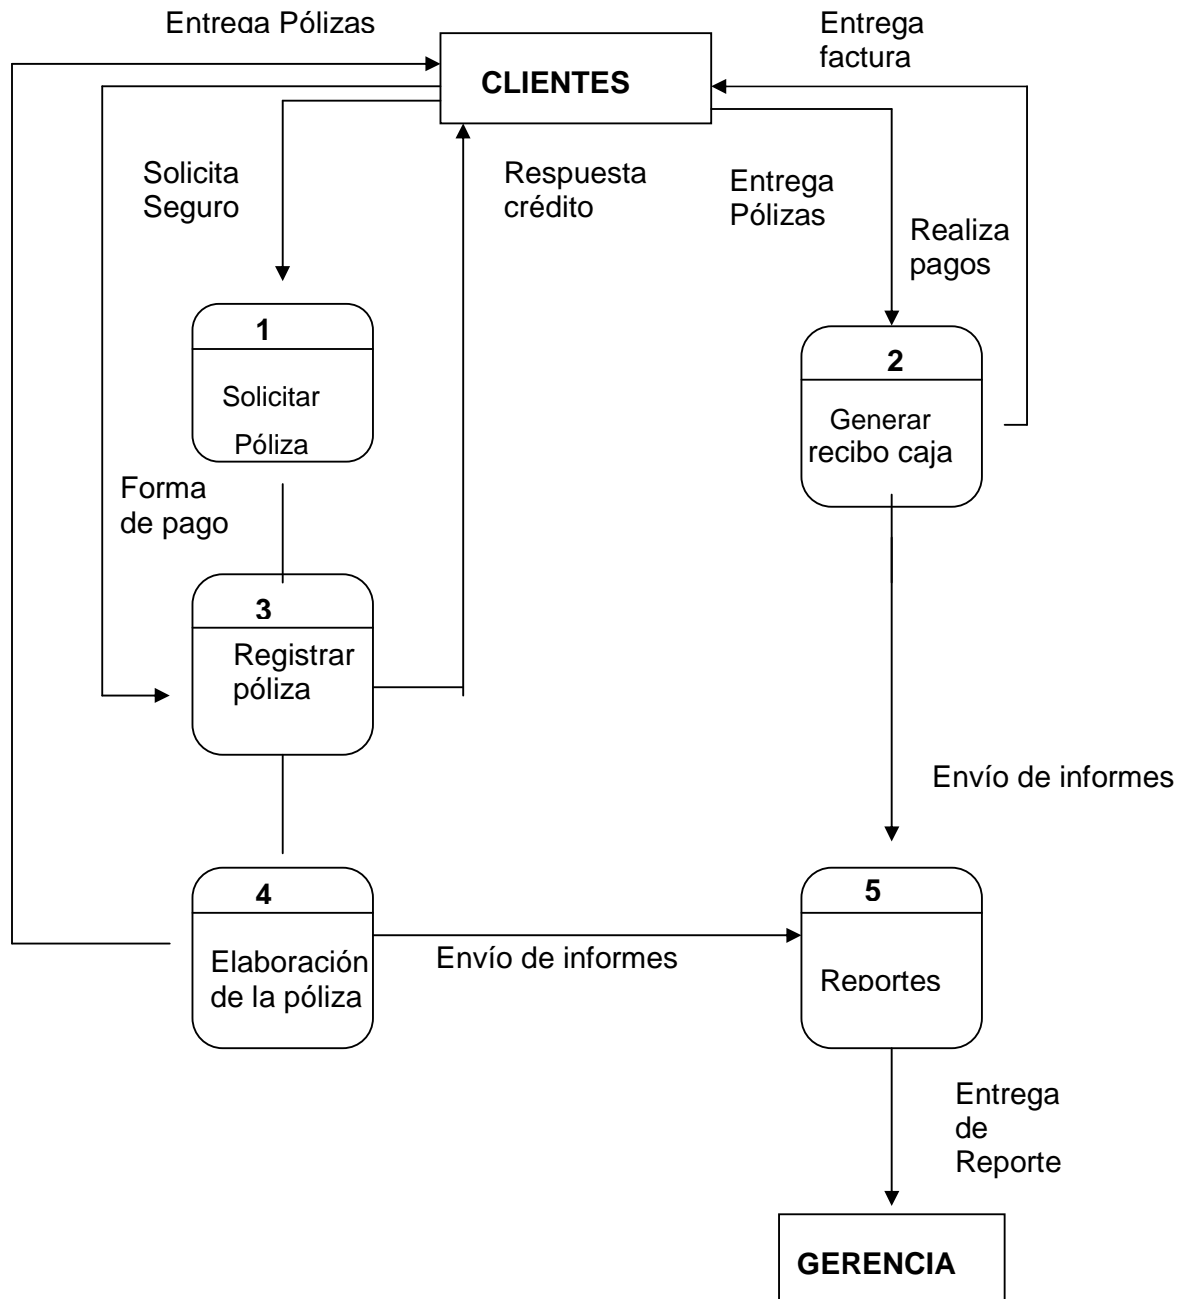 Entrega Pólizas
Entrega
factura
CLIENTES
Solicita
Seguro
Respuesta
crédito
Entrega
Pólizas
Realiza
pagos
1
Solicitar
Póliza
2
Generar
recibo caja
Forma
de pago
3
Registrar
póliza
Envío de informes
4
Elaboración
de la póliza
Envío de informes
5
Reportes
Entrega
de
Reporte
GERENCIA